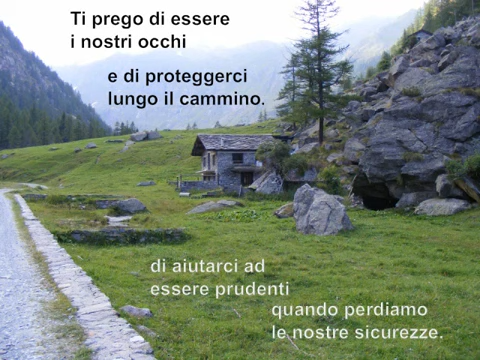 Ti prego di essere
i nostri occhi
e di proteggerci
lungo il cammino.
di aiutarci ad
essere prudenti
quando perdiamo
le nostre sicurezze.